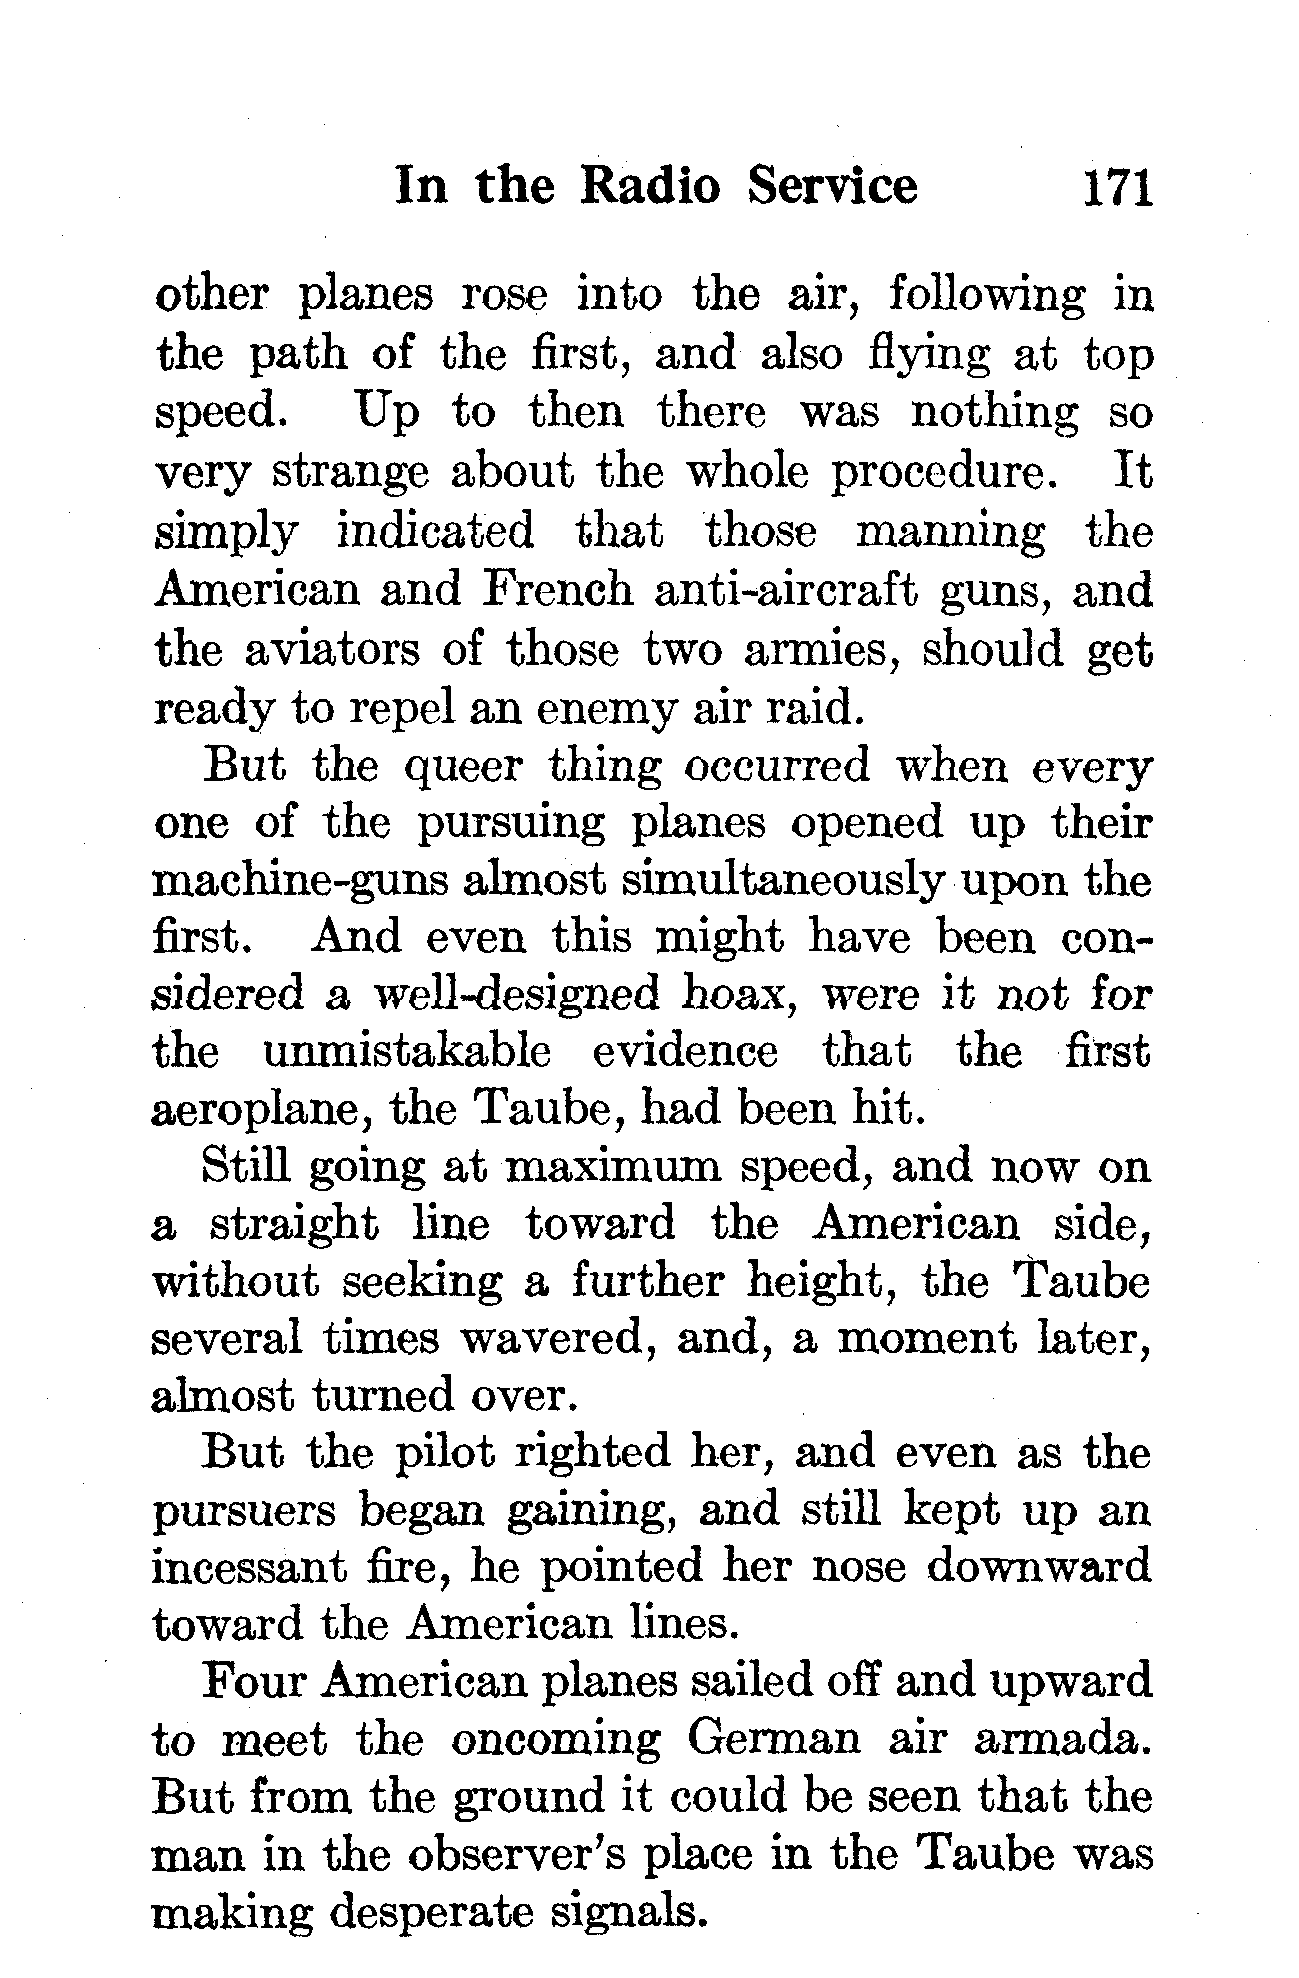 In the Radio Service 171
other planes rose into the air, following in
the path of the first, and also flying at top
speed. Up to then there was nothing so
very strange about the whole procedure. It
simply indicated that those manning the
American and French anti-aircraft guns, and
the aviators of those two armies, should get
ready to repel an enemy air raid.
But the queer thing occurred when every
one of the pursuing planes opened up their
machine-guns almost simultaneously upon the
first. And even this might have been con-
sidered a well-designed hoax, were it not for
the unmistakable evidence that the first
aeroplane, the Taube, had been hit.
Still going at maximum speed, and now on
a straight line toward the American side,
without seeking a further height, the Taube
several times wavered, and, a moment later,
almost turned over.
But the pilot righted her, and even as the
pursuers began gaining, and still kept up an
incessant fire, he pointed her nose downward
toward the American lines.
Four American planes sailed off and upward
to meet the oncoming German air armada.
But from the ground it could be seen that the
man in the observer's place in the Taube was
making desperate signals.